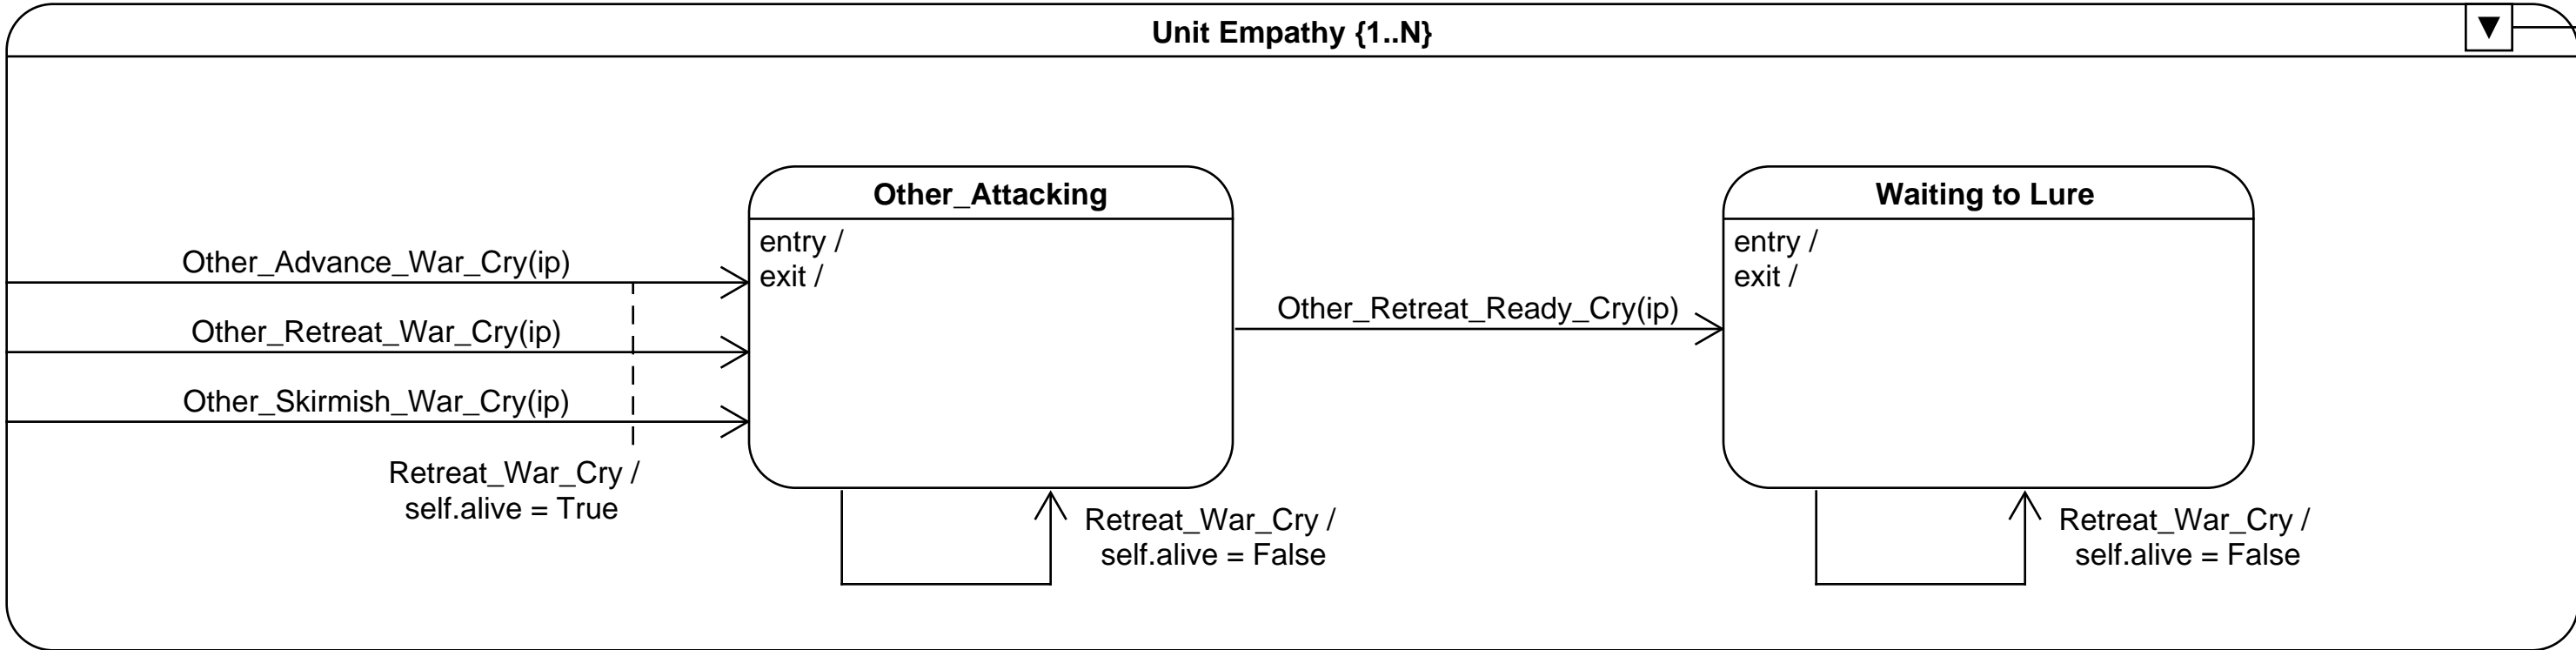 Unit Empathy {1..N}
▼
Other_Attacking
entry /
exit /
Waiting to Lure
entry /
exit /
Other_Advance_War_Cry(ip)
Other_Retreat_War_Cry(ip)
Other_Skirmish_War_Cry(ip)
Retreat_War_Cry /
self.alive = True
Other_Retreat_Ready_Cry(ip)
Retreat_War_Cry /
self.alive = False
Retreat_War_Cry /
self.alive = False